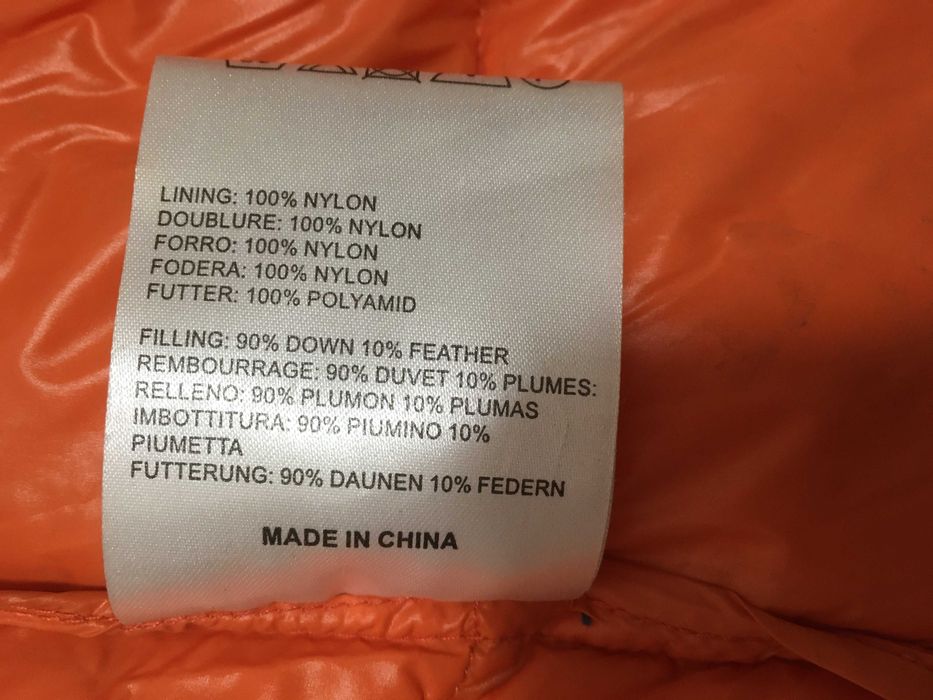 LINING: 100% NYLON
DOUBLURE: 100% NYLON
FORRO: 100% NYLON
FODERA: 100% NYLON
FUTTER: 100% POLYAMID
FILLING: 90% DOWN 10% FEATHER
REMBOURRAGE: 90% DUVET 10% PLUMES:
RELLENO: 90% PLUMON 10% PLUMAS
IMBOTTITURA: 90% PIUMINO 10%
PIUMETTA
FUTTERUNG: 90% DAUNEN 10% FEDERN
MADE IN CHINA